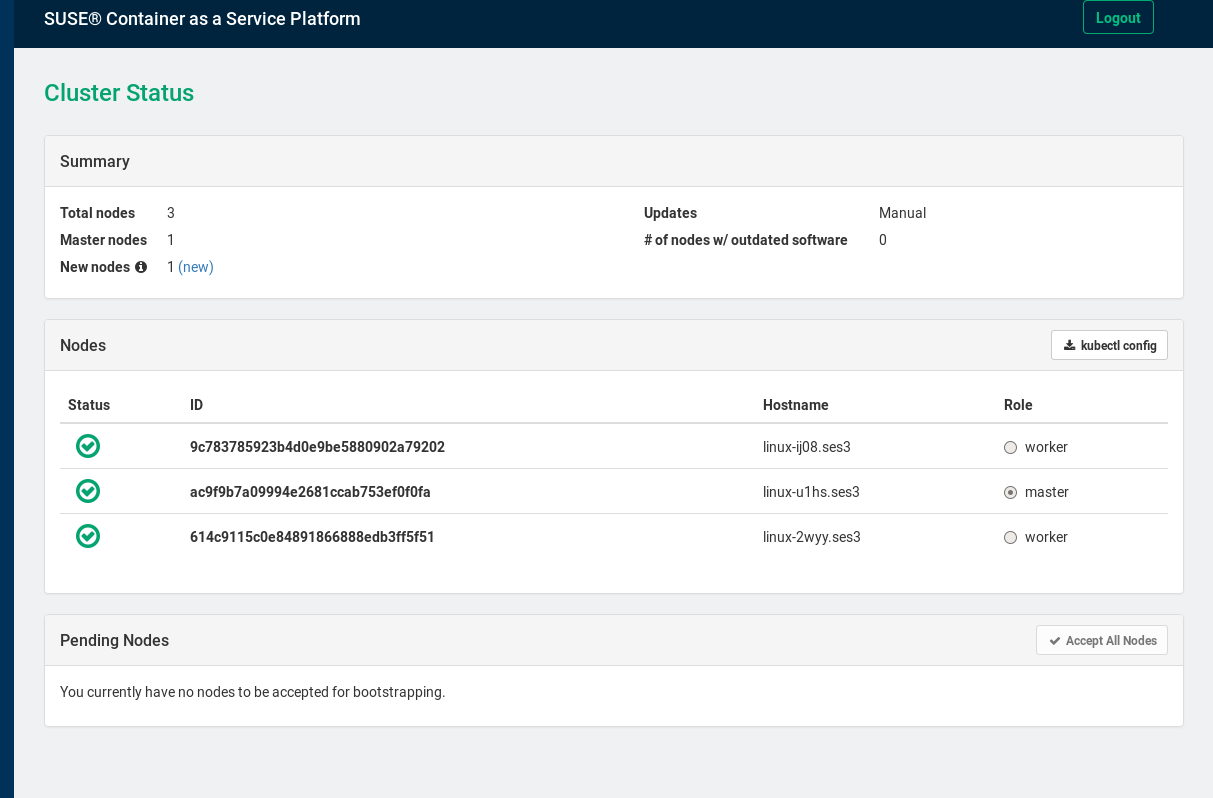 SUSE® Container as a Service Platform
Logout
Cluster Status
Summary
Total nodes 3
Master nodes 1
New nodes 1 (new)
Updates Manual
# of nodes w/ outdated software 0
Nodes
kubectl config
Status ID Hostname Role
9c783785923b4d0e9be5880902a79202 linux-ij08.ses3 worker
ac9f9b7a09994e2681ccab753ef0f0fa linux-u1hs.ses3 master
614c9115c0e84891866888edb3ff5f51 linux-2wyy.ses3 worker
Pending Nodes
Accept All Nodes
You currently have no nodes to be accepted for bootstrapping.